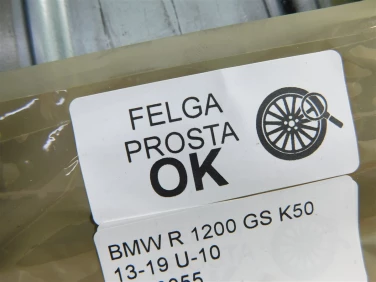 FELGA
PROSTA
OK
BMW R 1200 GS K50
13-19 U-10